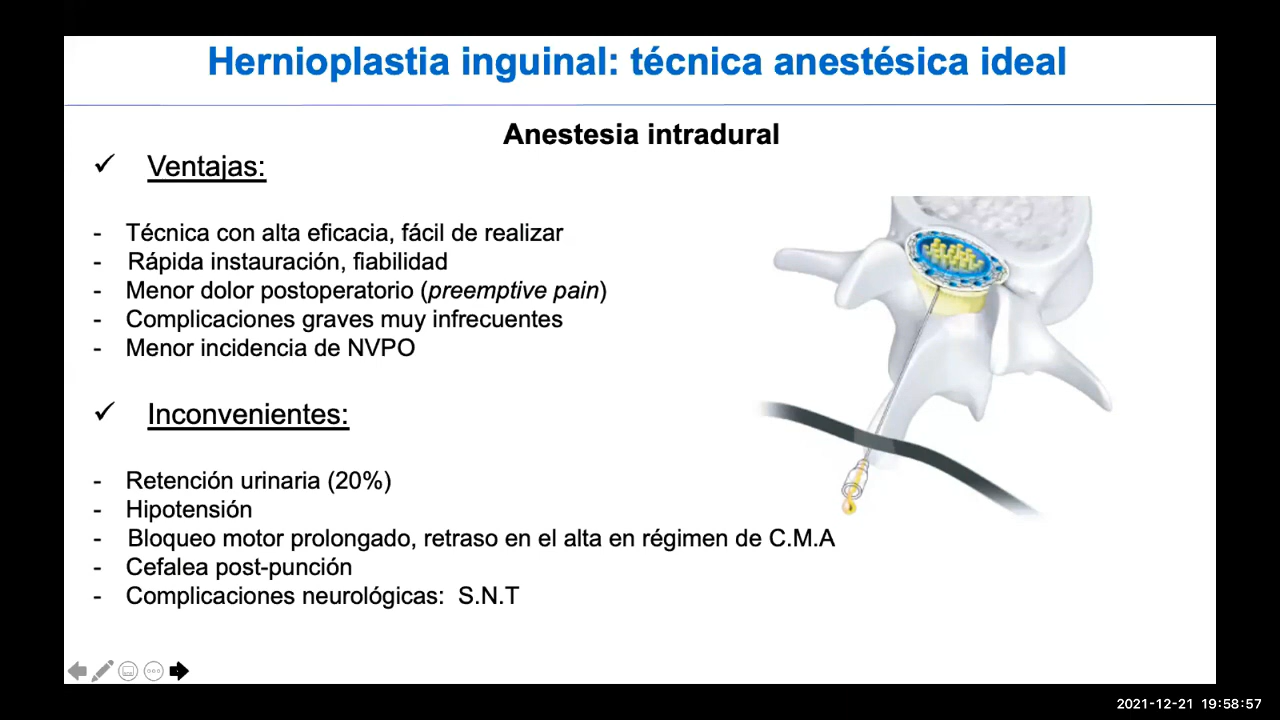 Hernioplastia inguinal: técnica anestésica ideal
Anestesia intradural
✓ Ventajas:
- Técnica con alta eficacia, fácil de realizar
- Rápida instauración, fiabilidad
- Menor dolor postoperatorio (preemptive pain)
- Complicaciones graves muy infrecuentes
- Menor incidencia de NVPO
✓ Inconvenientes:
- Retención urinaria (20%)
- Hipotensión
- Bloqueo motor prolongado, retraso en el alta en régimen de C.M.A
- Cefalea post-punción
- Complicaciones neurológicas: S.N.T
2021-12-21 19:58:57